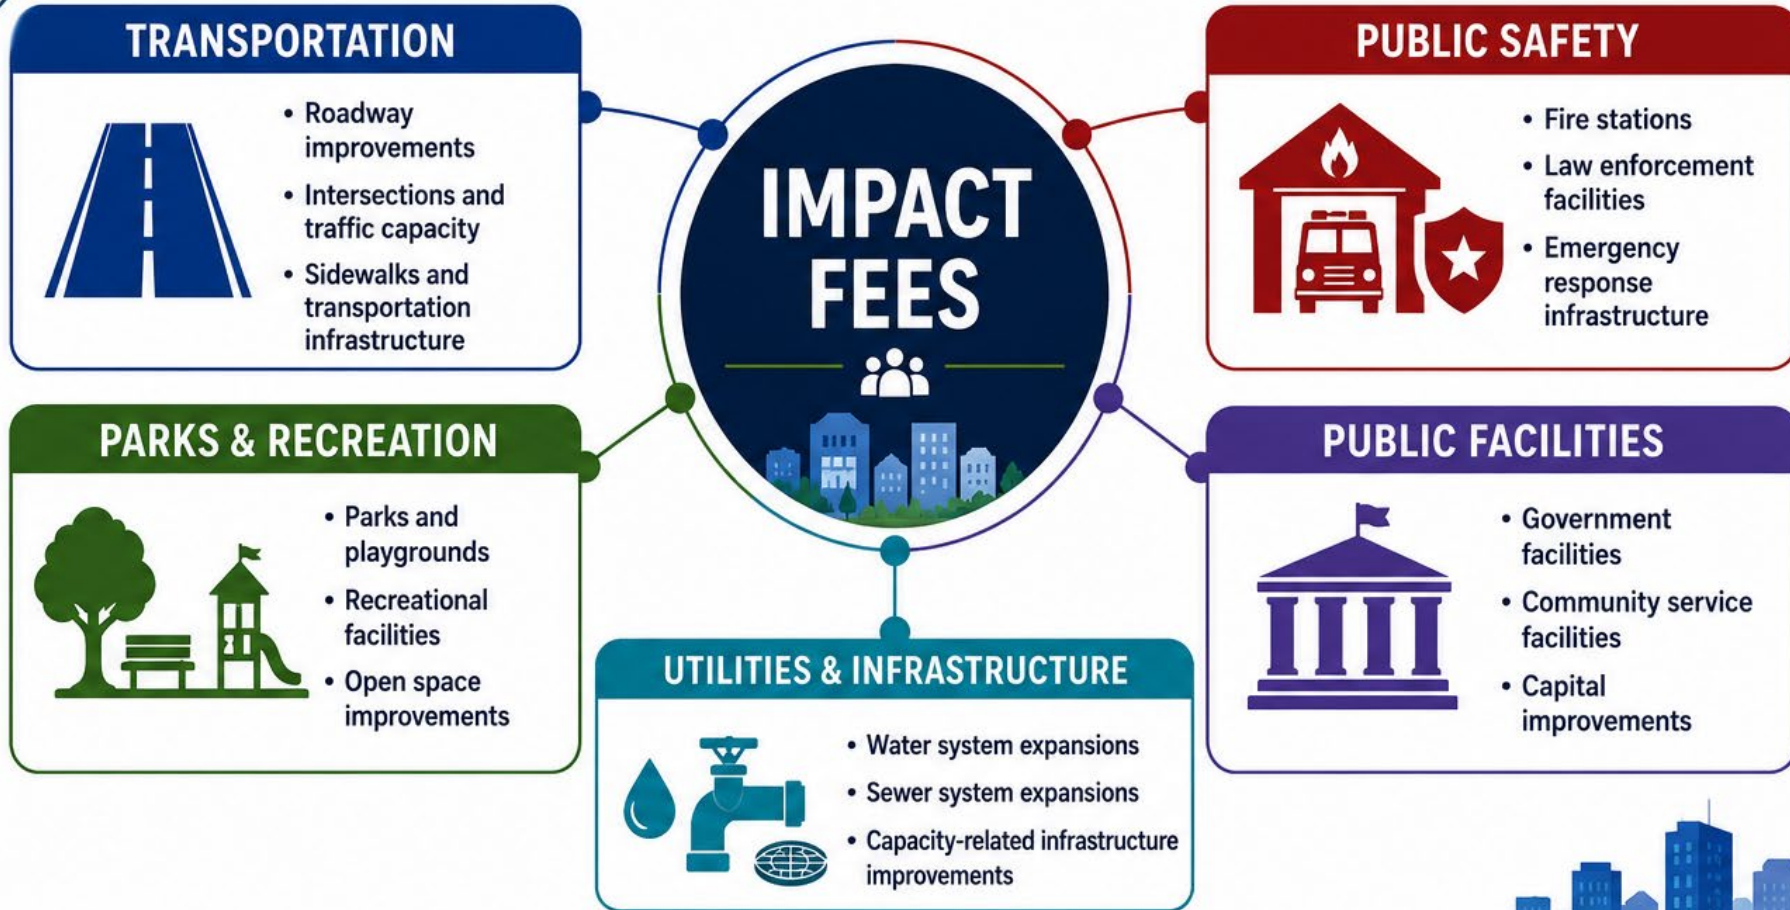 TRANSPORTATION
• Roadway
improvements
• Intersections and
traffic capacity
• Sidewalks and
transportation
infrastructure
IMPACT
FEES
PUBLIC SAFETY
• Fire stations
• Law enforcement
facilities
• Emergency
response
infrastructure
PARKS & RECREATION
• Parks and
playgrounds
• Recreational
facilities
• Open space
improvements
PUBLIC FACILITIES
• Government
facilities
• Community service
facilities
• Capital
improvements
UTILITIES & INFRASTRUCTURE
• Water system expansions
• Sewer system expansions
• Capacity-related infrastructure
improvements